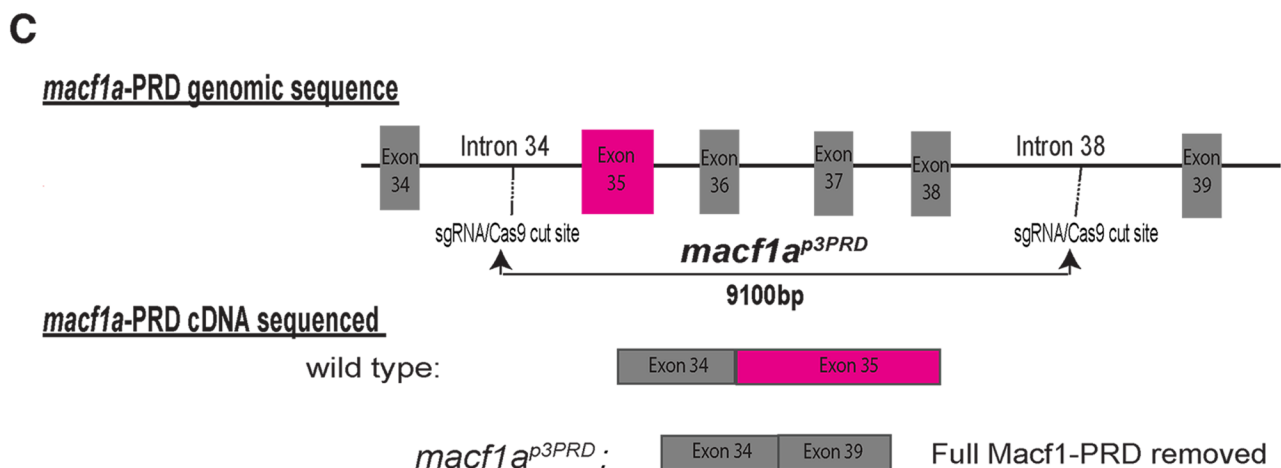 C
macf1a-PRD genomic sequence
Intron 34
Intron 38
Exon
34
Exon
35
Exon
36
Exon
37
Exon
38
Exon
39
sgRNA/Cas9 cut site
sgRNA/Cas9 cut site
macf1a^p3PRD
9100bp
macf1a-PRD cDNA sequenced
wild type:
Exon 34
Exon 35
macf1a^p3PRD:
Exon 34
Exon 39
Full Macf1-PRD removed